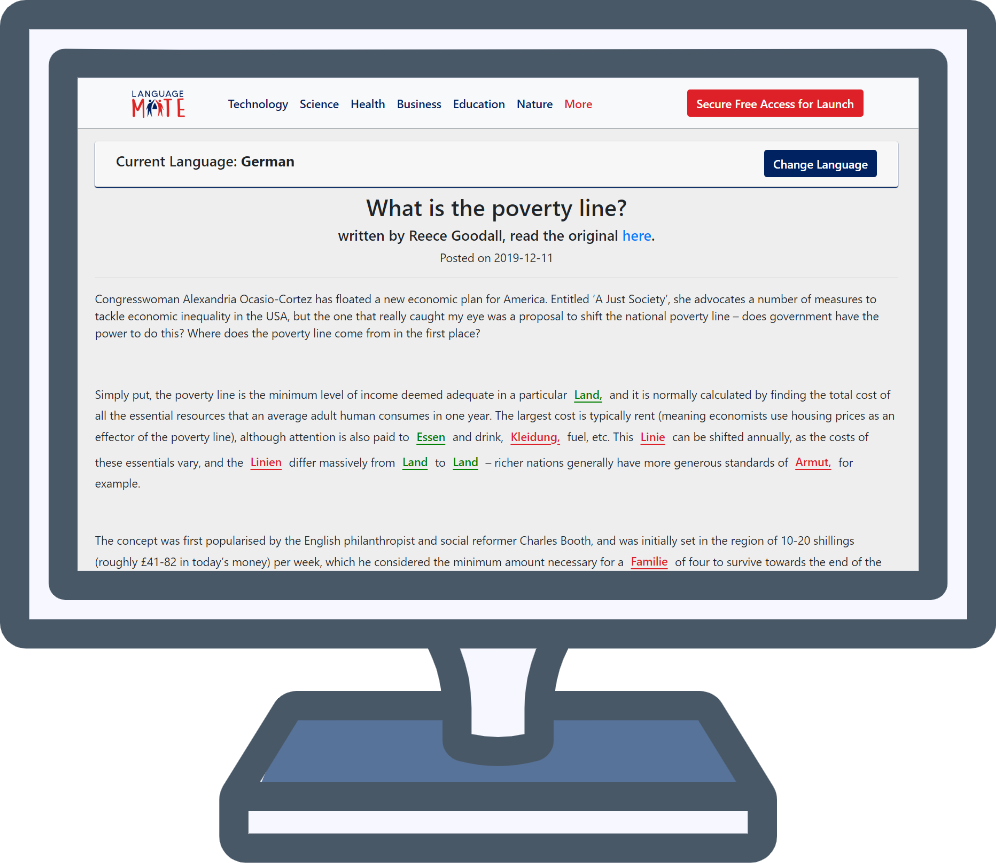 LANGUAGE
MATE
Technology Science Health Business Education Nature More
Secure Free Access for Launch
Current Language: German
Change Language
What is the poverty line?
written by Reece Goodall, read the original here.
Posted on 2019-12-11
Congresswoman Alexandria Ocasio-Cortez has floated a new economic plan for America. Entitled ‘A Just Society’, she advocates a number of measures to
tackle economic inequality in the USA, but the one that really caught my eye was a proposal to shift the national poverty line – does government have the
power to do this? Where does the poverty line come from in the first place?
Simply put, the poverty line is the minimum level of income deemed adequate in a particular Land, and it is normally calculated by finding the total cost of
all the essential resources that an average adult human consumes in one year. The largest cost is typically rent (meaning economists use housing prices as an
effector of the poverty line), although attention is also paid to Essen and drink, Kleidung, fuel, etc. This Linie can be shifted annually, as the costs of
these essentials vary, and the Linien differ massively from Land to Land – richer nations generally have more generous standards of Armut, for
example.
The concept was first popularised by the English philanthropist and social reformer Charles Booth, and was initially set in the region of 10-20 shillings
(roughly £41-82 in today’s money) per week, which he considered the minimum amount necessary for a Familie of four to survive towards the end of the